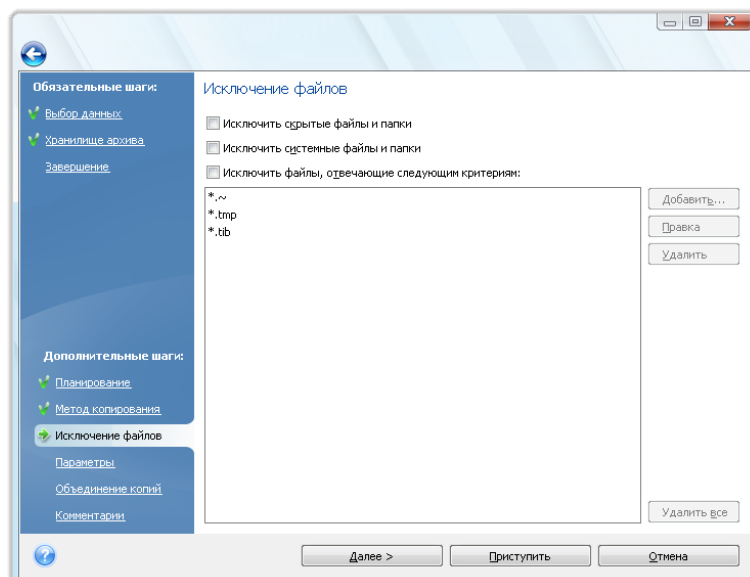 Обязательные шаги:
Выбор данных
Хранилище архива
Завершение
Дополнительные шаги:
Планирование
Метод копирования
Исключение файлов
Параметры
Объединение копий
Комментарии
Исключение файлов
Исключить скрытые файлы и папки
Исключить системные файлы и папки
Исключить файлы, отвечающие следующим критериям:
*.~
*.tmp
*.tib
Добавить...
Правка
Удалить
Удалить все
?
Далее >
Приступить
Отмена